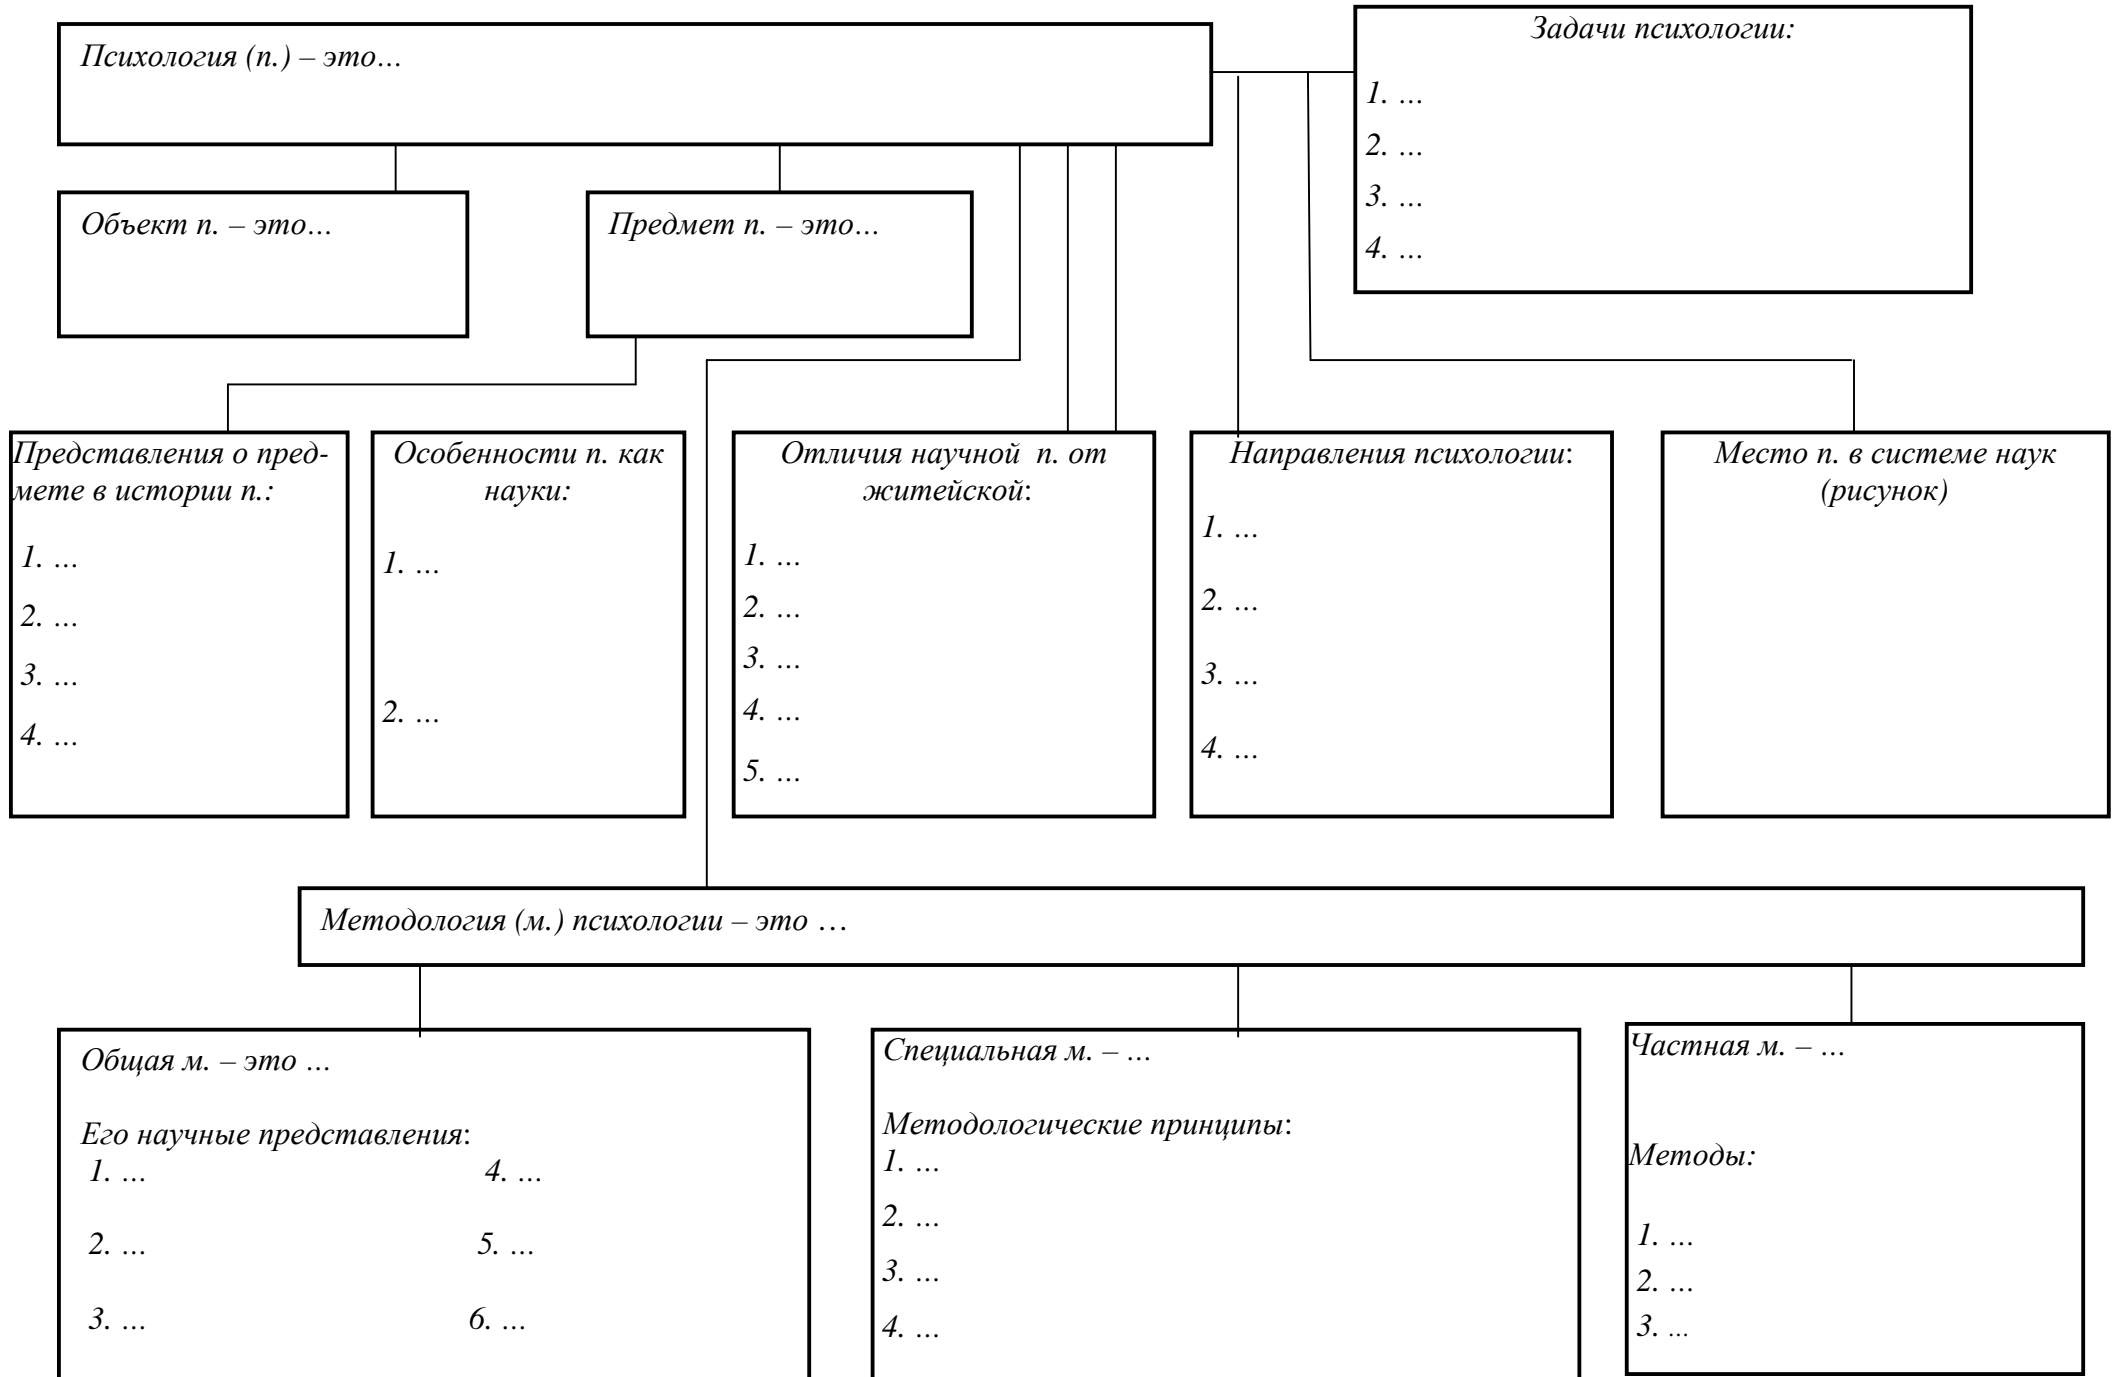 Психология (п.) – это…
Задачи психологии:
1. …
2. …
3. …
4. …
Объект п. – это…
Предмет п. – это…
Представления о пред-
мете в истории п.:
1. …
2. …
3. …
4. …
Особенности п. как
науки:
1. …
2. …
Отличия научной п. от
житейской:
1. …
2. …
3. …
4. …
5. …
Направления психологии:
1. …
2. …
3. …
4. …
Место п. в системе наук
(рисунок)
Методология (м.) психологии – это …
Общая м. – это …
Его научные представления:
1. … 4. …
2. … 5. …
3. … 6. …
Специальная м. – …
Методологические принципы:
1. …
2. …
3. …
4. …
Частная м. – …
Методы:
1. …
2. …
3. …